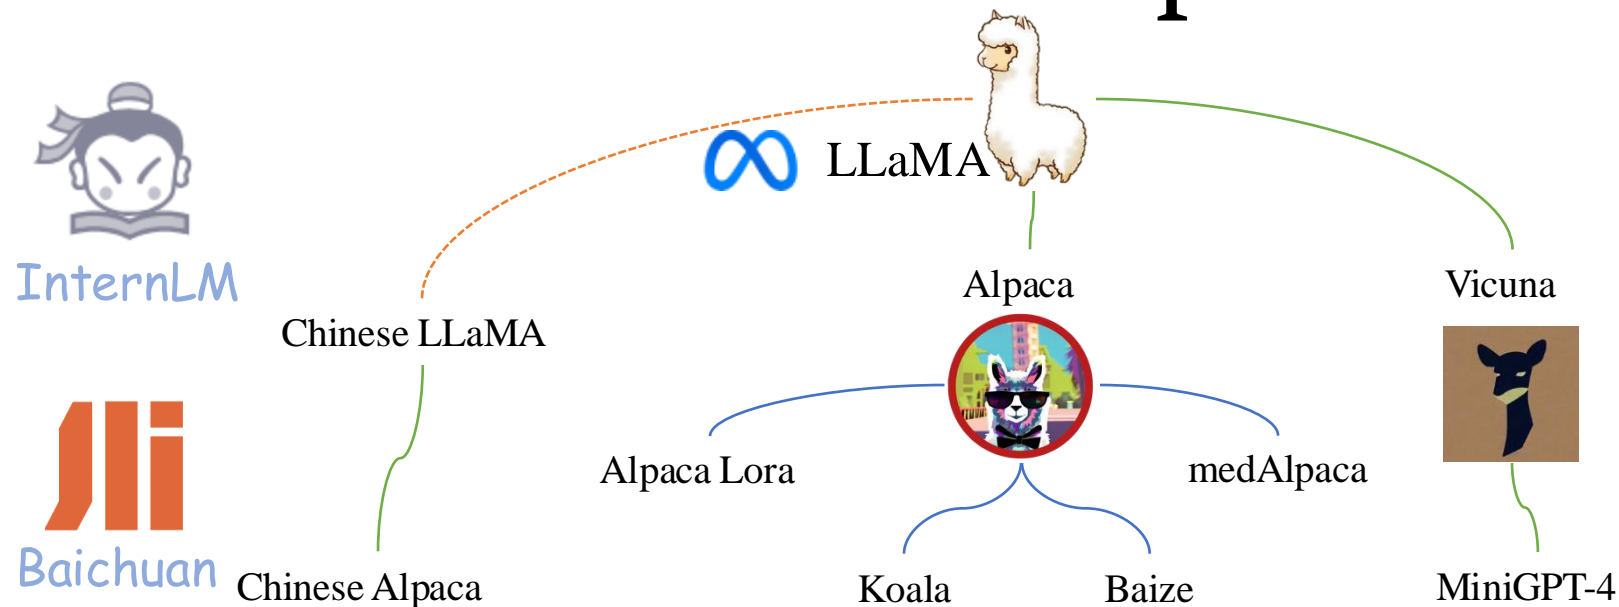 LLaMA
InternLM
Alpaca
Vicuna
Chinese LLaMA
Alpaca Lora
medAlpaca
Baichuan
Chinese Alpaca
Koala
Baize
MiniGPT-4